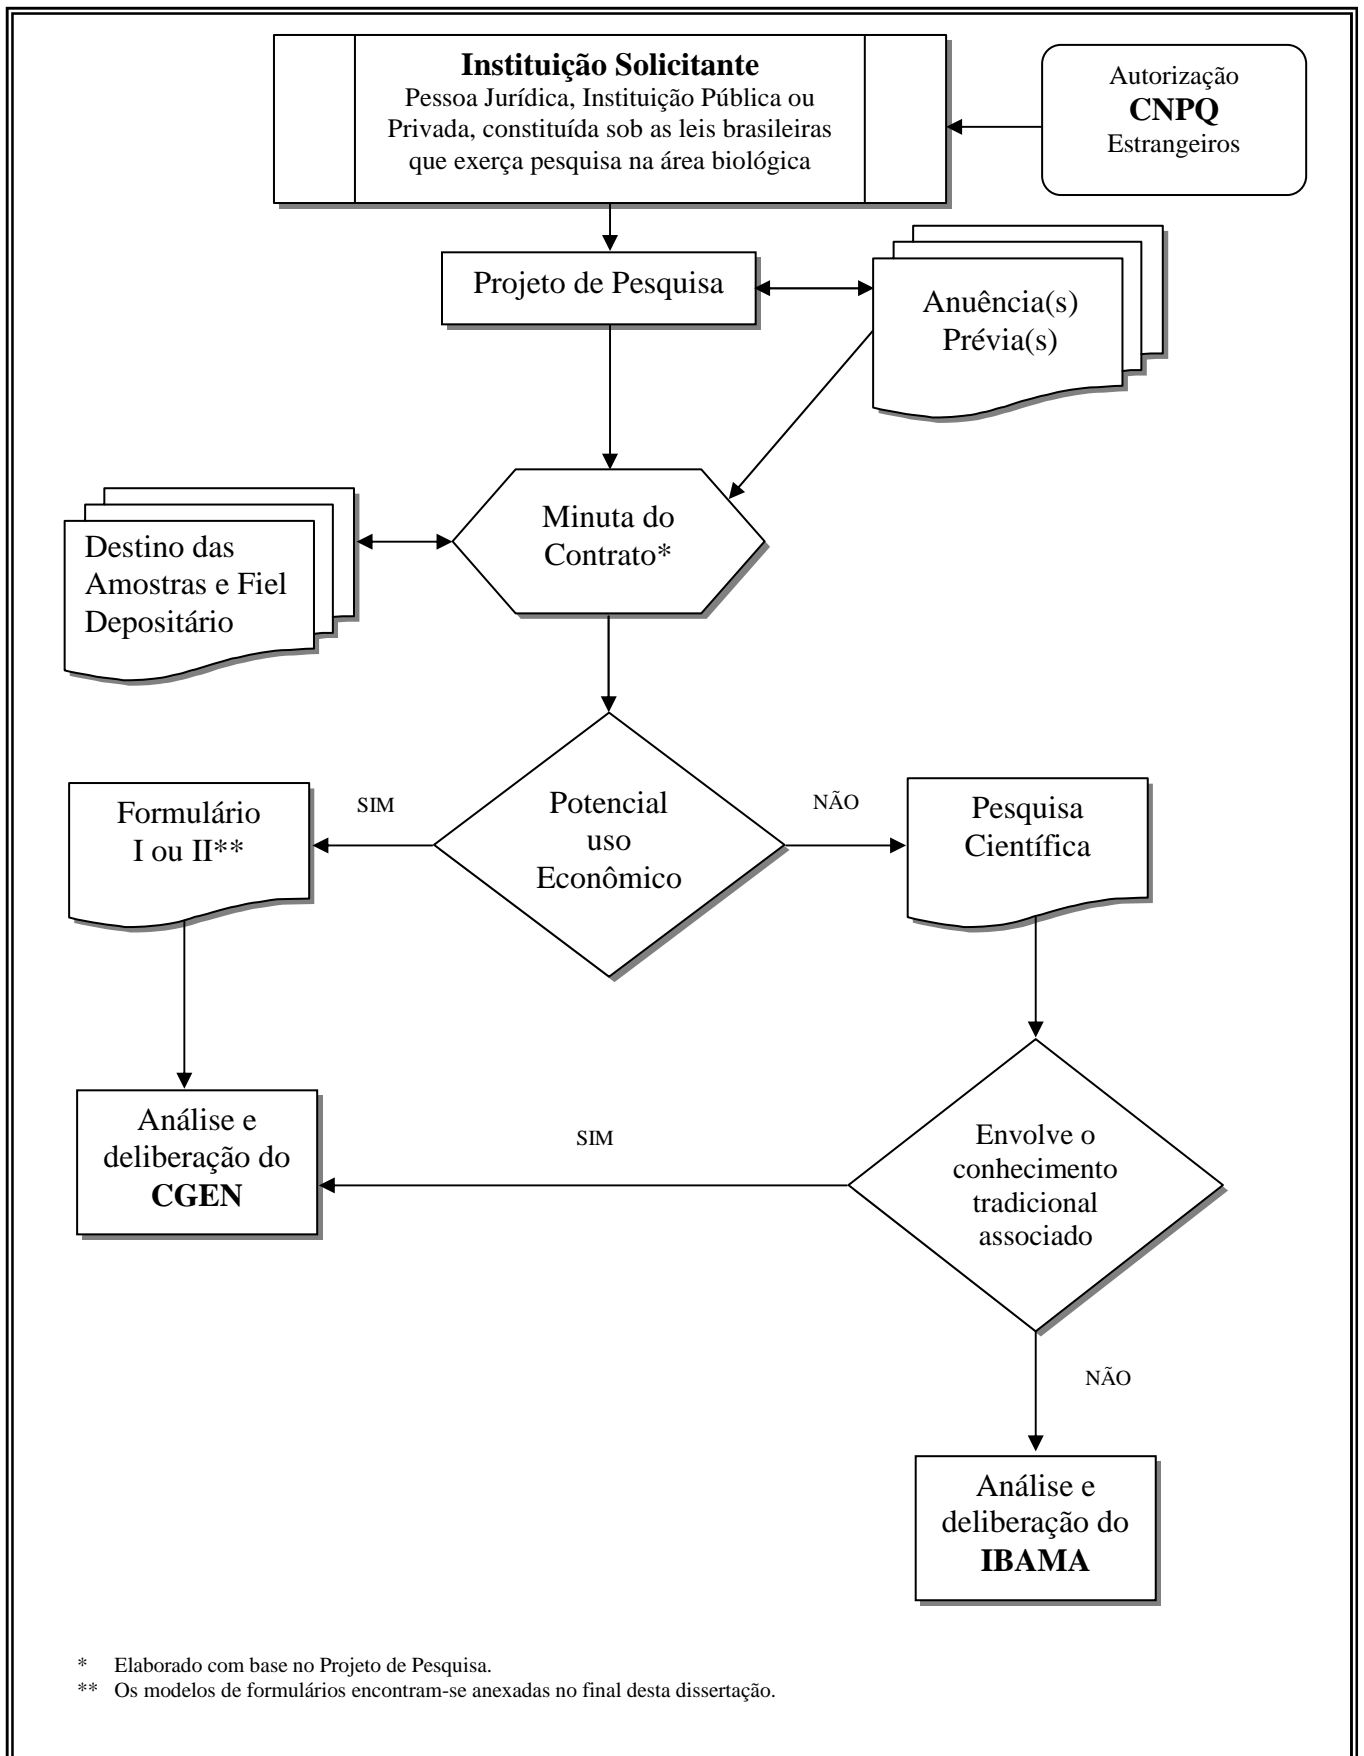 Instituição Solicitante
Pessoa Jurídica, Instituição Pública ou
Privada, constituída sob as leis brasileiras
que exerça pesquisa na área biológica
Autorização
CNPQ
Estrangeiros
Projeto de Pesquisa
Anuência(s)
Prévia(s)
Minuta do
Contrato*
Destino das
Amostras e Fiel
Depositário
Potencial
uso
Econômico
SIM
NÃO
Formulário
I ou II**
Pesquisa
Científica
Análise e
deliberação do
CGEN
SIM
Envolve o
conhecimento
tradicional
associado
NÃO
Análise e
deliberação do
IBAMA
* Elaborado com base no Projeto de Pesquisa.
** Os modelos de formulários encontram-se anexadas no final desta dissertação.